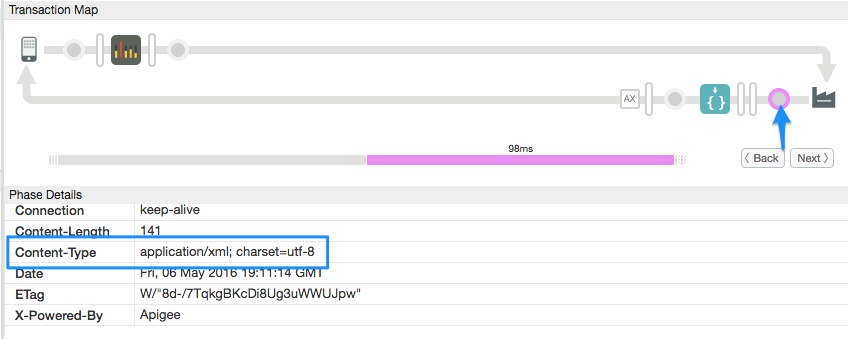 Transaction Map
AX
{ }
98ms
Back
Next
Phase Details
Connection keep-alive
Content-Length 141
Content-Type application/xml; charset=utf-8
Date Fri, 06 May 2016 19:11:14 GMT
ETag W/"8d-/7TqkgBKcDi8Ug3uWWUJpw"
X-Powered-By Apigee